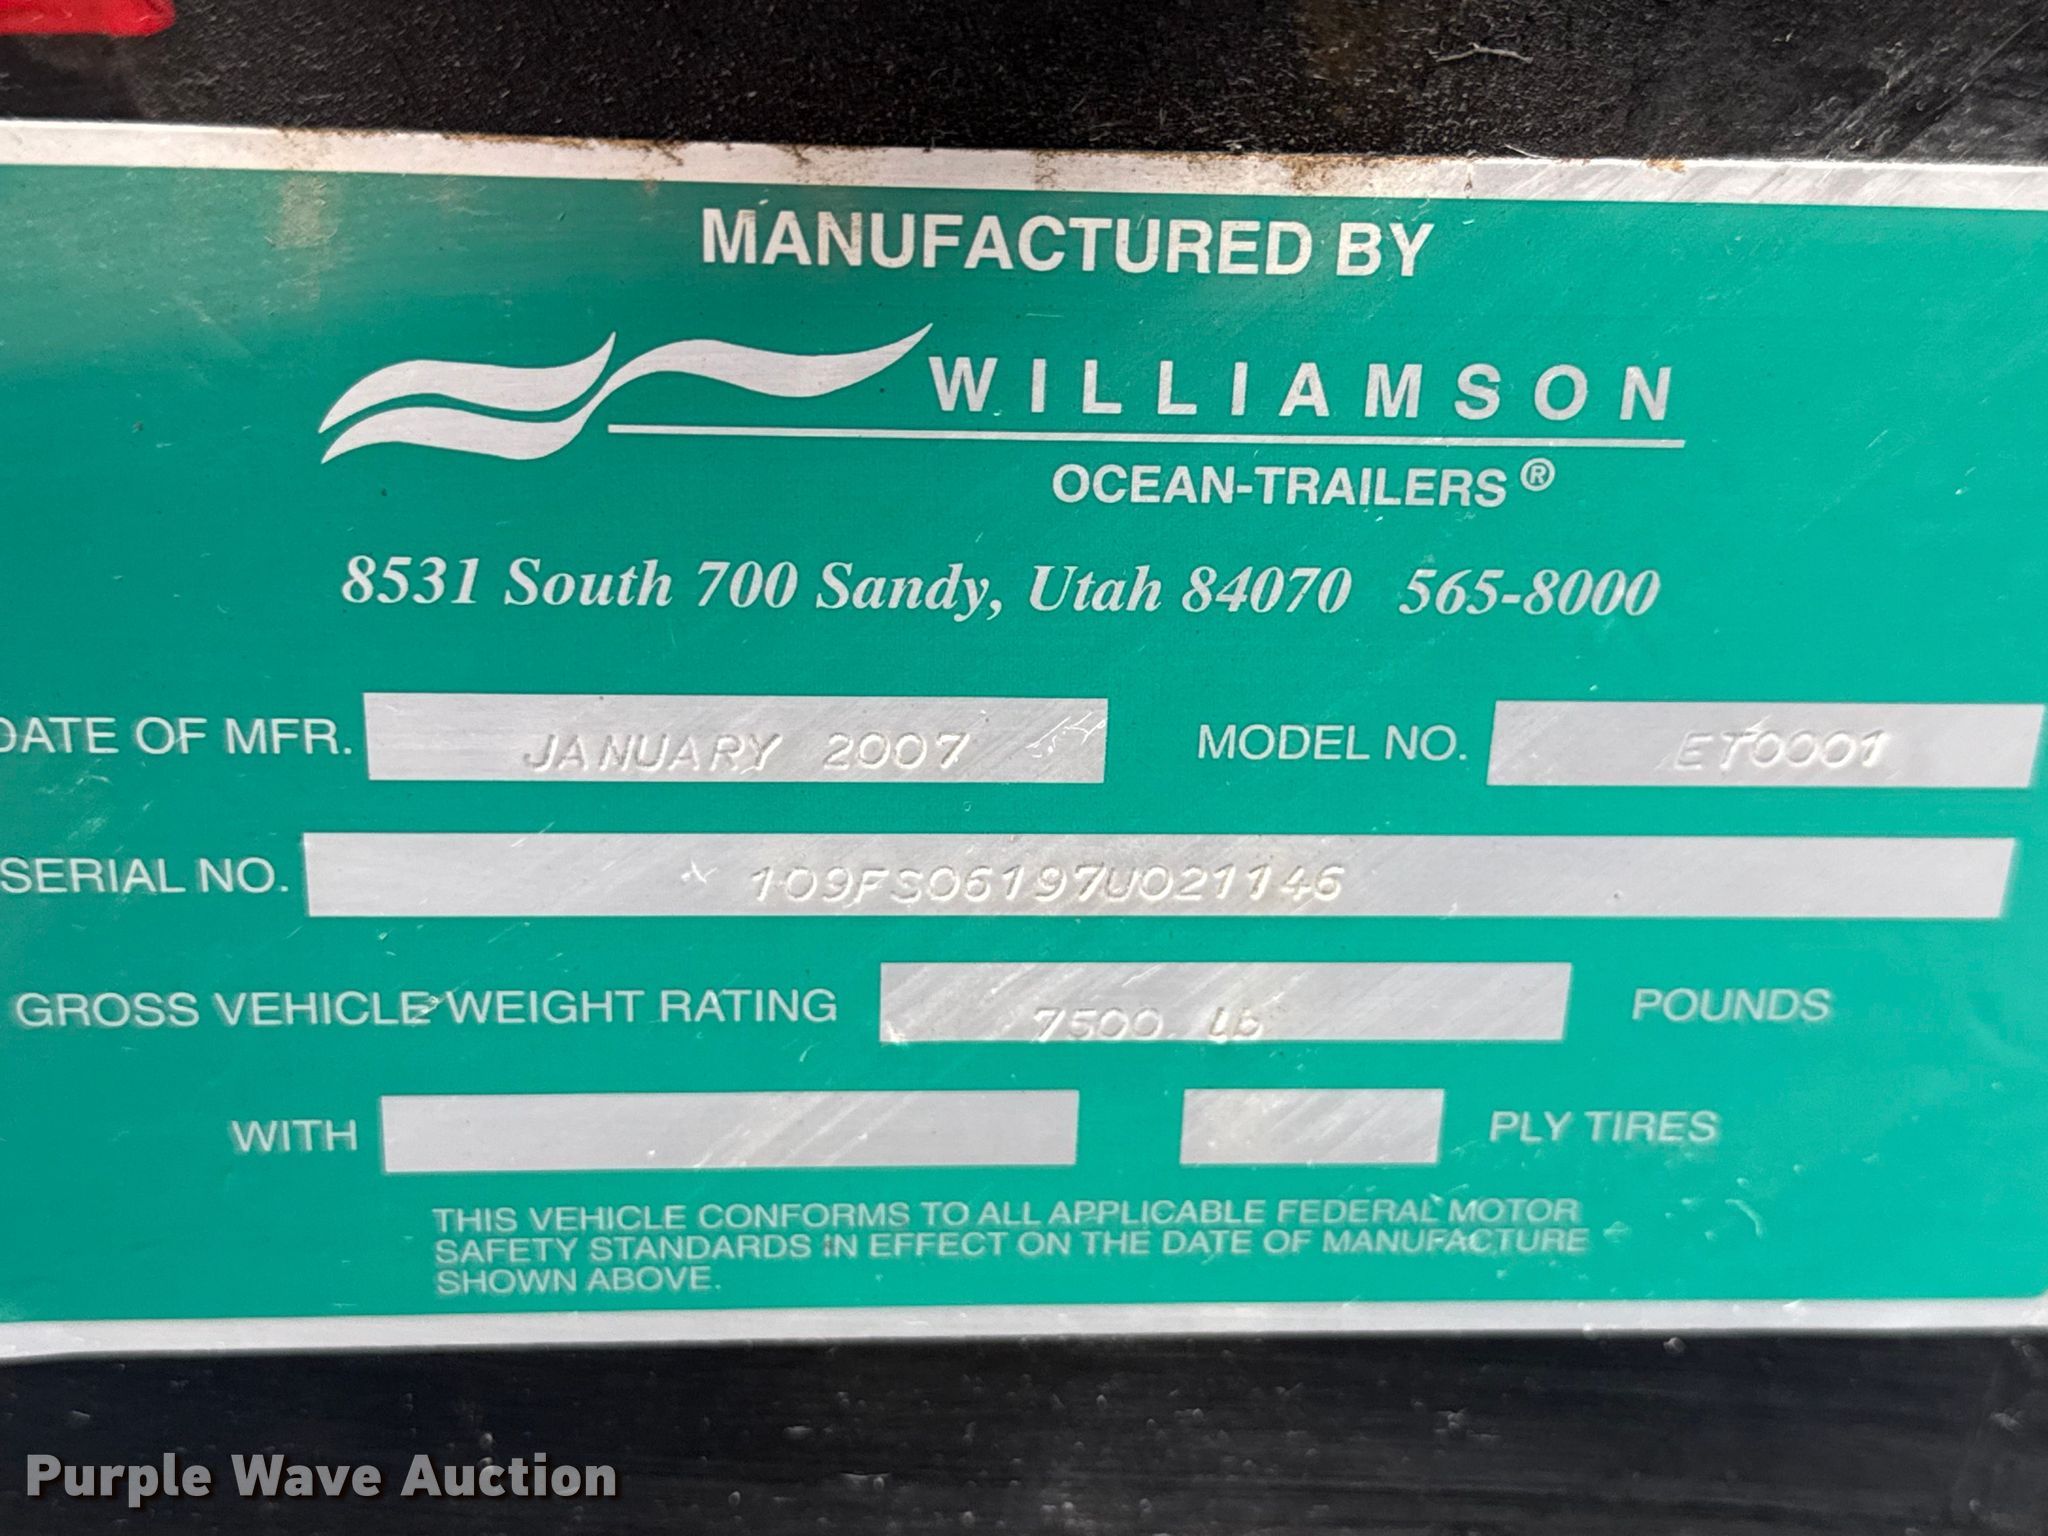 MANUFACTURED BY
WILLIAMSON
OCEAN-TRAILERS®
8531 South 700 Sandy, Utah 84070 565-8000
DATE OF MFR. JANUARY 2007 MODEL NO. ET0001
SERIAL NO. 109FS06197U021146
GROSS VEHICLE WEIGHT RATING 7500 Lb POUNDS
WITH PLY TIRES
THIS VEHICLE CONFORMS TO ALL APPLICABLE FEDERAL MOTOR
SAFETY STANDARDS IN EFFECT ON THE DATE OF MANUFACTURE
SHOWN ABOVE.
Purple Wave Auction